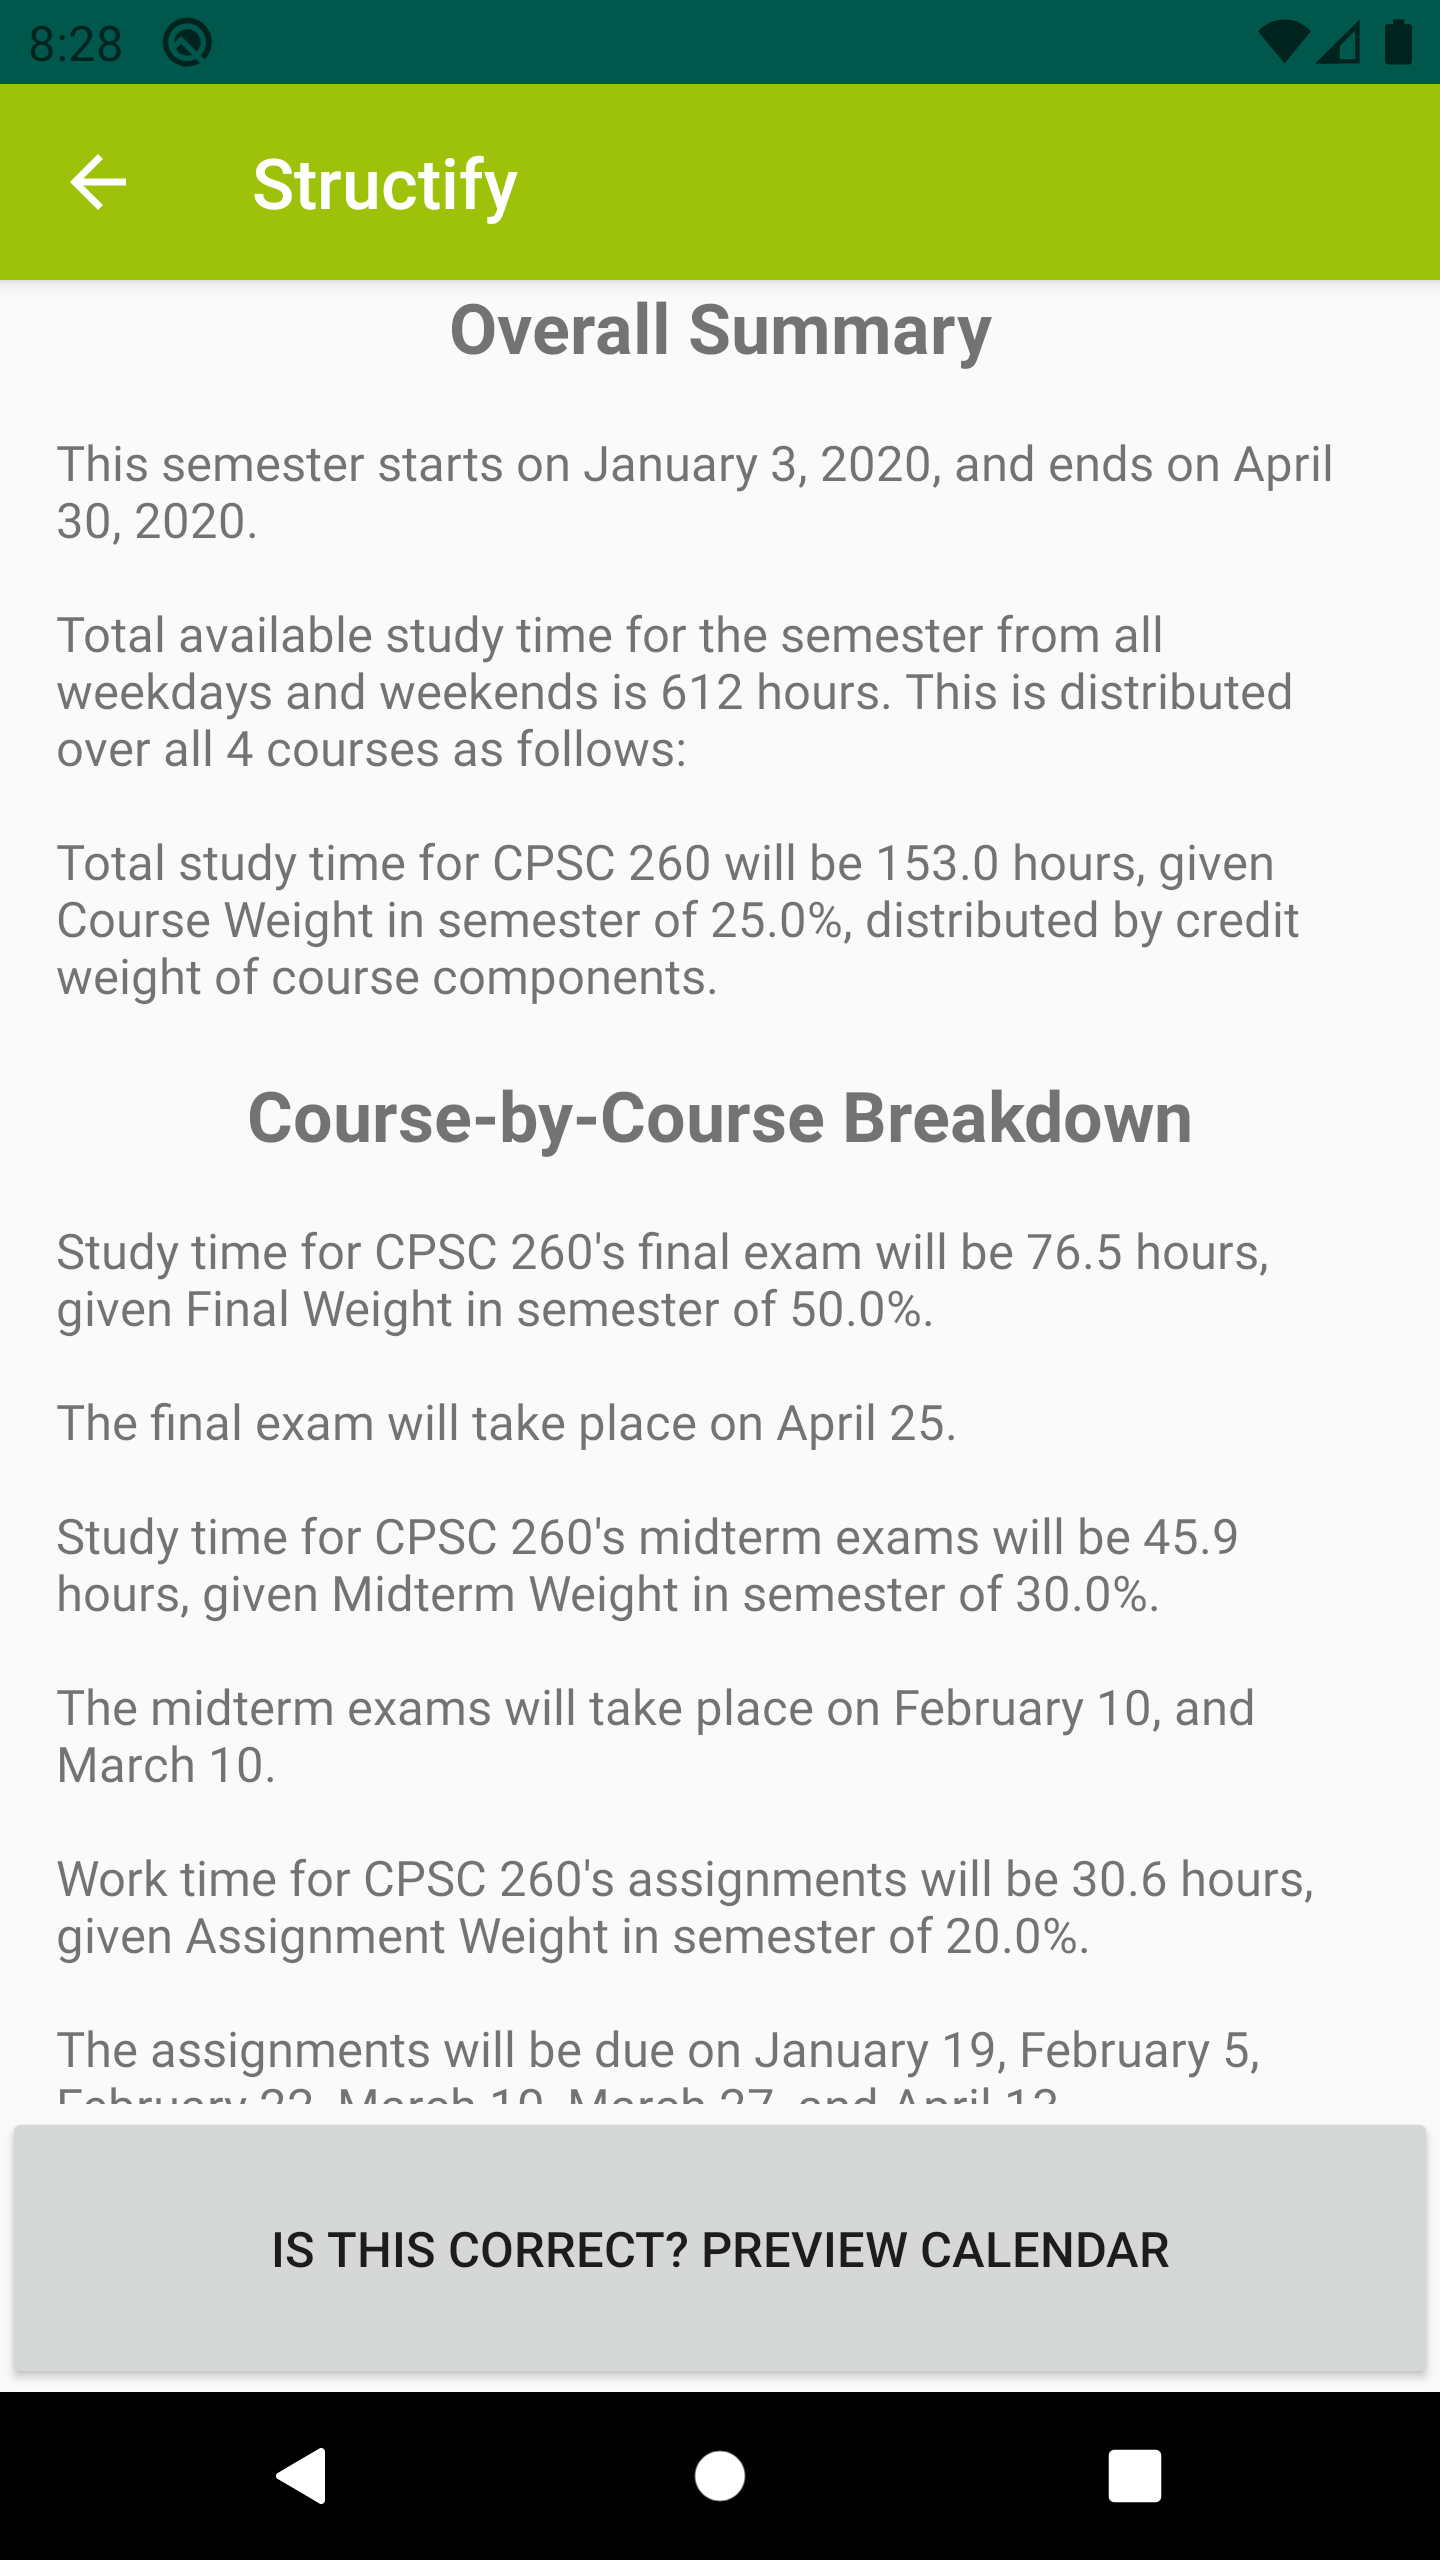 8:28
Structify
Overall Summary
This semester starts on January 3, 2020, and ends on April
30, 2020.
Total available study time for the semester from all
weekdays and weekends is 612 hours. This is distributed
over all 4 courses as follows:
Total study time for CPSC 260 will be 153.0 hours, given
Course Weight in semester of 25.0%, distributed by credit
weight of course components.
Course-by-Course Breakdown
Study time for CPSC 260's final exam will be 76.5 hours,
given Final Weight in semester of 50.0%.
The final exam will take place on April 25.
Study time for CPSC 260's midterm exams will be 45.9
hours, given Midterm Weight in semester of 30.0%.
The midterm exams will take place on February 10, and
March 10.
Work time for CPSC 260's assignments will be 30.6 hours,
given Assignment Weight in semester of 20.0%.
The assignments will be due on January 19, February 5,
February March March and April
IS THIS CORRECT? PREVIEW CALENDAR